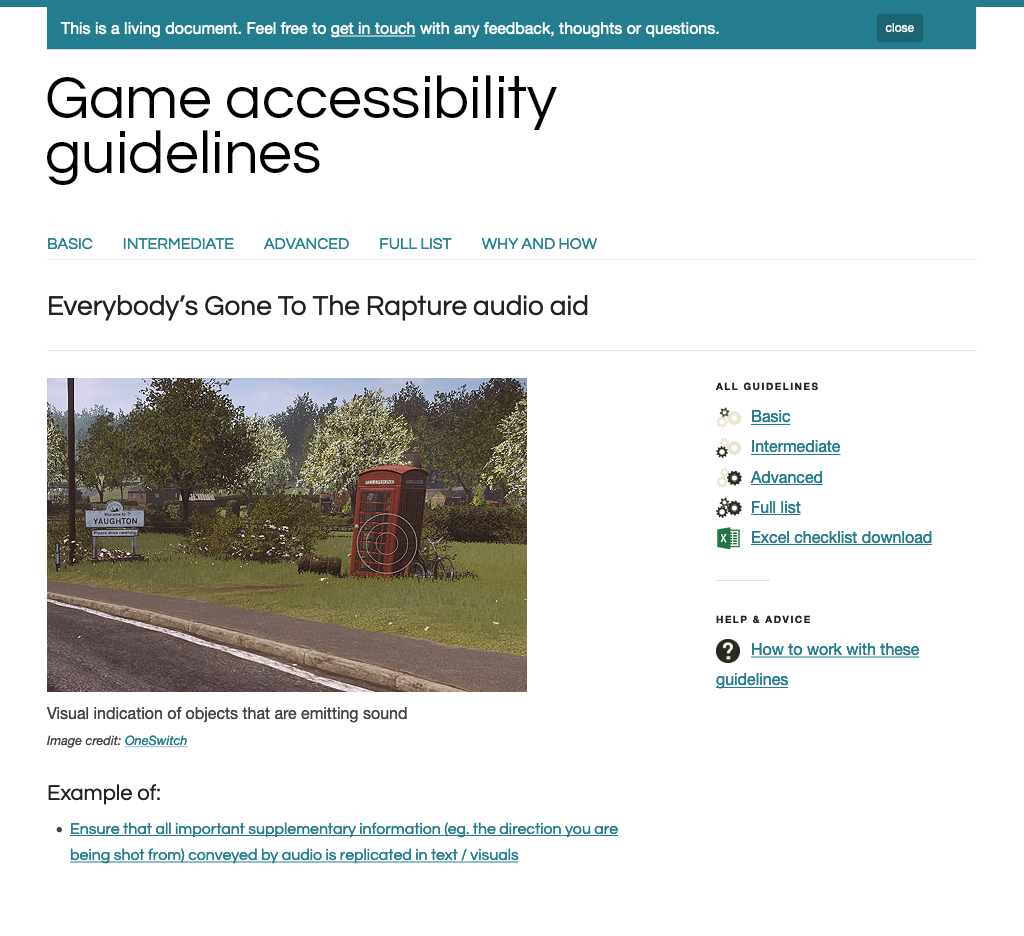 This is a living document. Feel free to get in touch with any feedback, thoughts or questions.
close
Game accessibility
guidelines
BASIC INTERMEDIATE ADVANCED FULL LIST WHY AND HOW
Everybody’s Gone To The Rapture audio aid
Welcome to
YAUGHTON
Please drive carefully
TELEPHONE
Visual indication of objects that are emitting sound
Image credit: OneSwitch
Example of:
• Ensure that all important supplementary information (eg. the direction you are
being shot from) conveyed by audio is replicated in text / visuals
ALL GUIDELINES
Basic
Intermediate
Advanced
Full list
X Excel checklist download
HELP & ADVICE
? How to work with these
guidelines